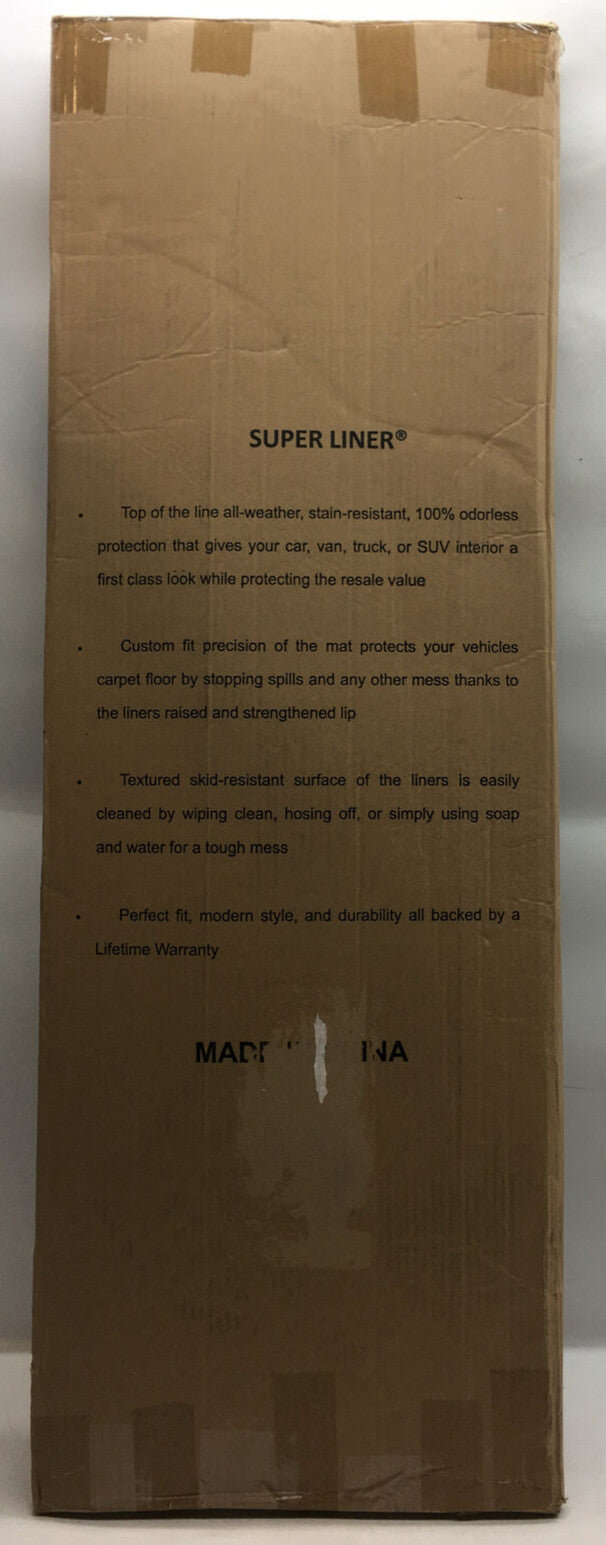 SUPER LINER®
• Top of the line all-weather, stain-resistant, 100% odorless
protection that gives your car, van, truck, or SUV interior a
first class look while protecting the resale value
• Custom fit precision of the mat protects your vehicles
carpet floor by stopping spills and any other mess thanks to
the liners raised and strengthened lip
• Textured skid-resistant surface of the liners is easily
cleaned by wiping clean, hosing off, or simply using soap
and water for a tough mess
• Perfect fit, modern style, and durability all backed by a
Lifetime Warranty
MADE